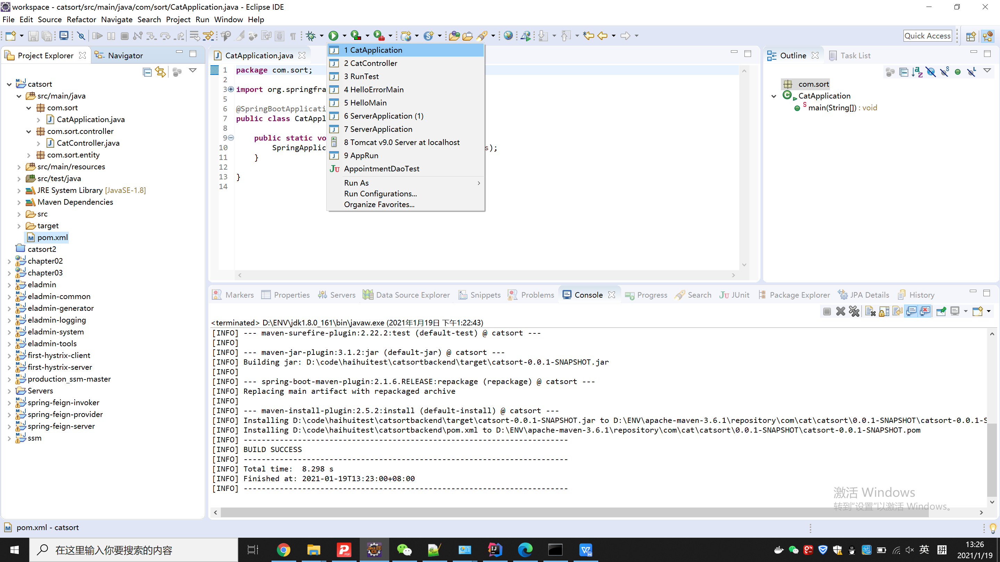 workspace - catsort/src/main/java/com/sort/CatApplication.java - Eclipse IDE
File Edit Source Refactor Navigate Search Project Run Window Help
Quick Access
Project Explorer
Navigator
catsort
src/main/java
com.sort
CatApplication.java
com.sort.controller
CatController.java
com.sort.entity
src/main/resources
src/test/java
JRE System Library [JavaSE-1.8]
Maven Dependencies
src
target
pom.xml
catsort2
chapter02
chapter03
eladmin
eladmin-common
eladmin-generator
eladmin-logging
eladmin-system
eladmin-tools
first-hystrix-client
first-hystrix-server
production_ssm-master
Servers
spring-feign-invoker
spring-feign-provider
spring-feign-server
ssm
CatApplication.java
1 package com.sort;
2
3 import org.springfra
5
6 @SpringBootApplicati
7 public class CatAppl
8
9 public static vo
10 SpringApplic s);
11 }
12
13 }
14
1 CatApplication
2 CatController
3 RunTest
4 HelloErrorMain
5 HelloMain
6 ServerApplication (1)
7 ServerApplication
8 Tomcat v9.0 Server at localhost
9 AppRun
AppointmentDaoTest
Run As
Run Configurations...
Organize Favorites...
Outline
Task List
com.sort
CatApplication
main(String[]) : void
Markers Properties Servers Data Source Explorer Snippets Problems Console Progress Search JUnit Package Explorer JPA Details History
<terminated> D:\ENV\jdk1.8.0_161\bin\javaw.exe (2021年1月19日 下午1:22:43)
[INFO] --- maven-surefire-plugin:2.22.2:test (default-test) @ catsort ---
[INFO]
[INFO] --- maven-jar-plugin:3.1.2:jar (default-jar) @ catsort ---
[INFO] Building jar: D:\code\haihuitest\catsortbackend\target\catsort-0.0.1-SNAPSHOT.jar
[INFO]
[INFO] --- spring-boot-maven-plugin:2.1.6.RELEASE:repackage (repackage) @ catsort ---
[INFO] Replacing main artifact with repackaged archive
[INFO]
[INFO] --- maven-install-plugin:2.5.2:install (default-install) @ catsort ---
[INFO] Installing D:\code\haihuitest\catsortbackend\target\catsort-0.0.1-SNAPSHOT.jar to D:\ENV\apache-maven-3.6.1\repository\com\cat\catsort\0.0.1-SNAPSHOT\catsort-0.0.1-S
[INFO] Installing D:\code\haihuitest\catsortbackend\pom.xml to D:\ENV\apache-maven-3.6.1\repository\com\cat\catsort\0.0.1-SNAPSHOT\catsort-0.0.1-SNAPSHOT.pom
[INFO] ------------------------------------------------------------------------
[INFO] BUILD SUCCESS
[INFO] ------------------------------------------------------------------------
[INFO] Total time:  8.298 s
[INFO] Finished at: 2021-01-19T13:23:00+08:00
[INFO] ------------------------------------------------------------------------
激活 Windows
转到“设置”以激活 Windows。
pom.xml - catsort
在这里输入你要搜索的内容
英
拼
13:26
2021/1/19